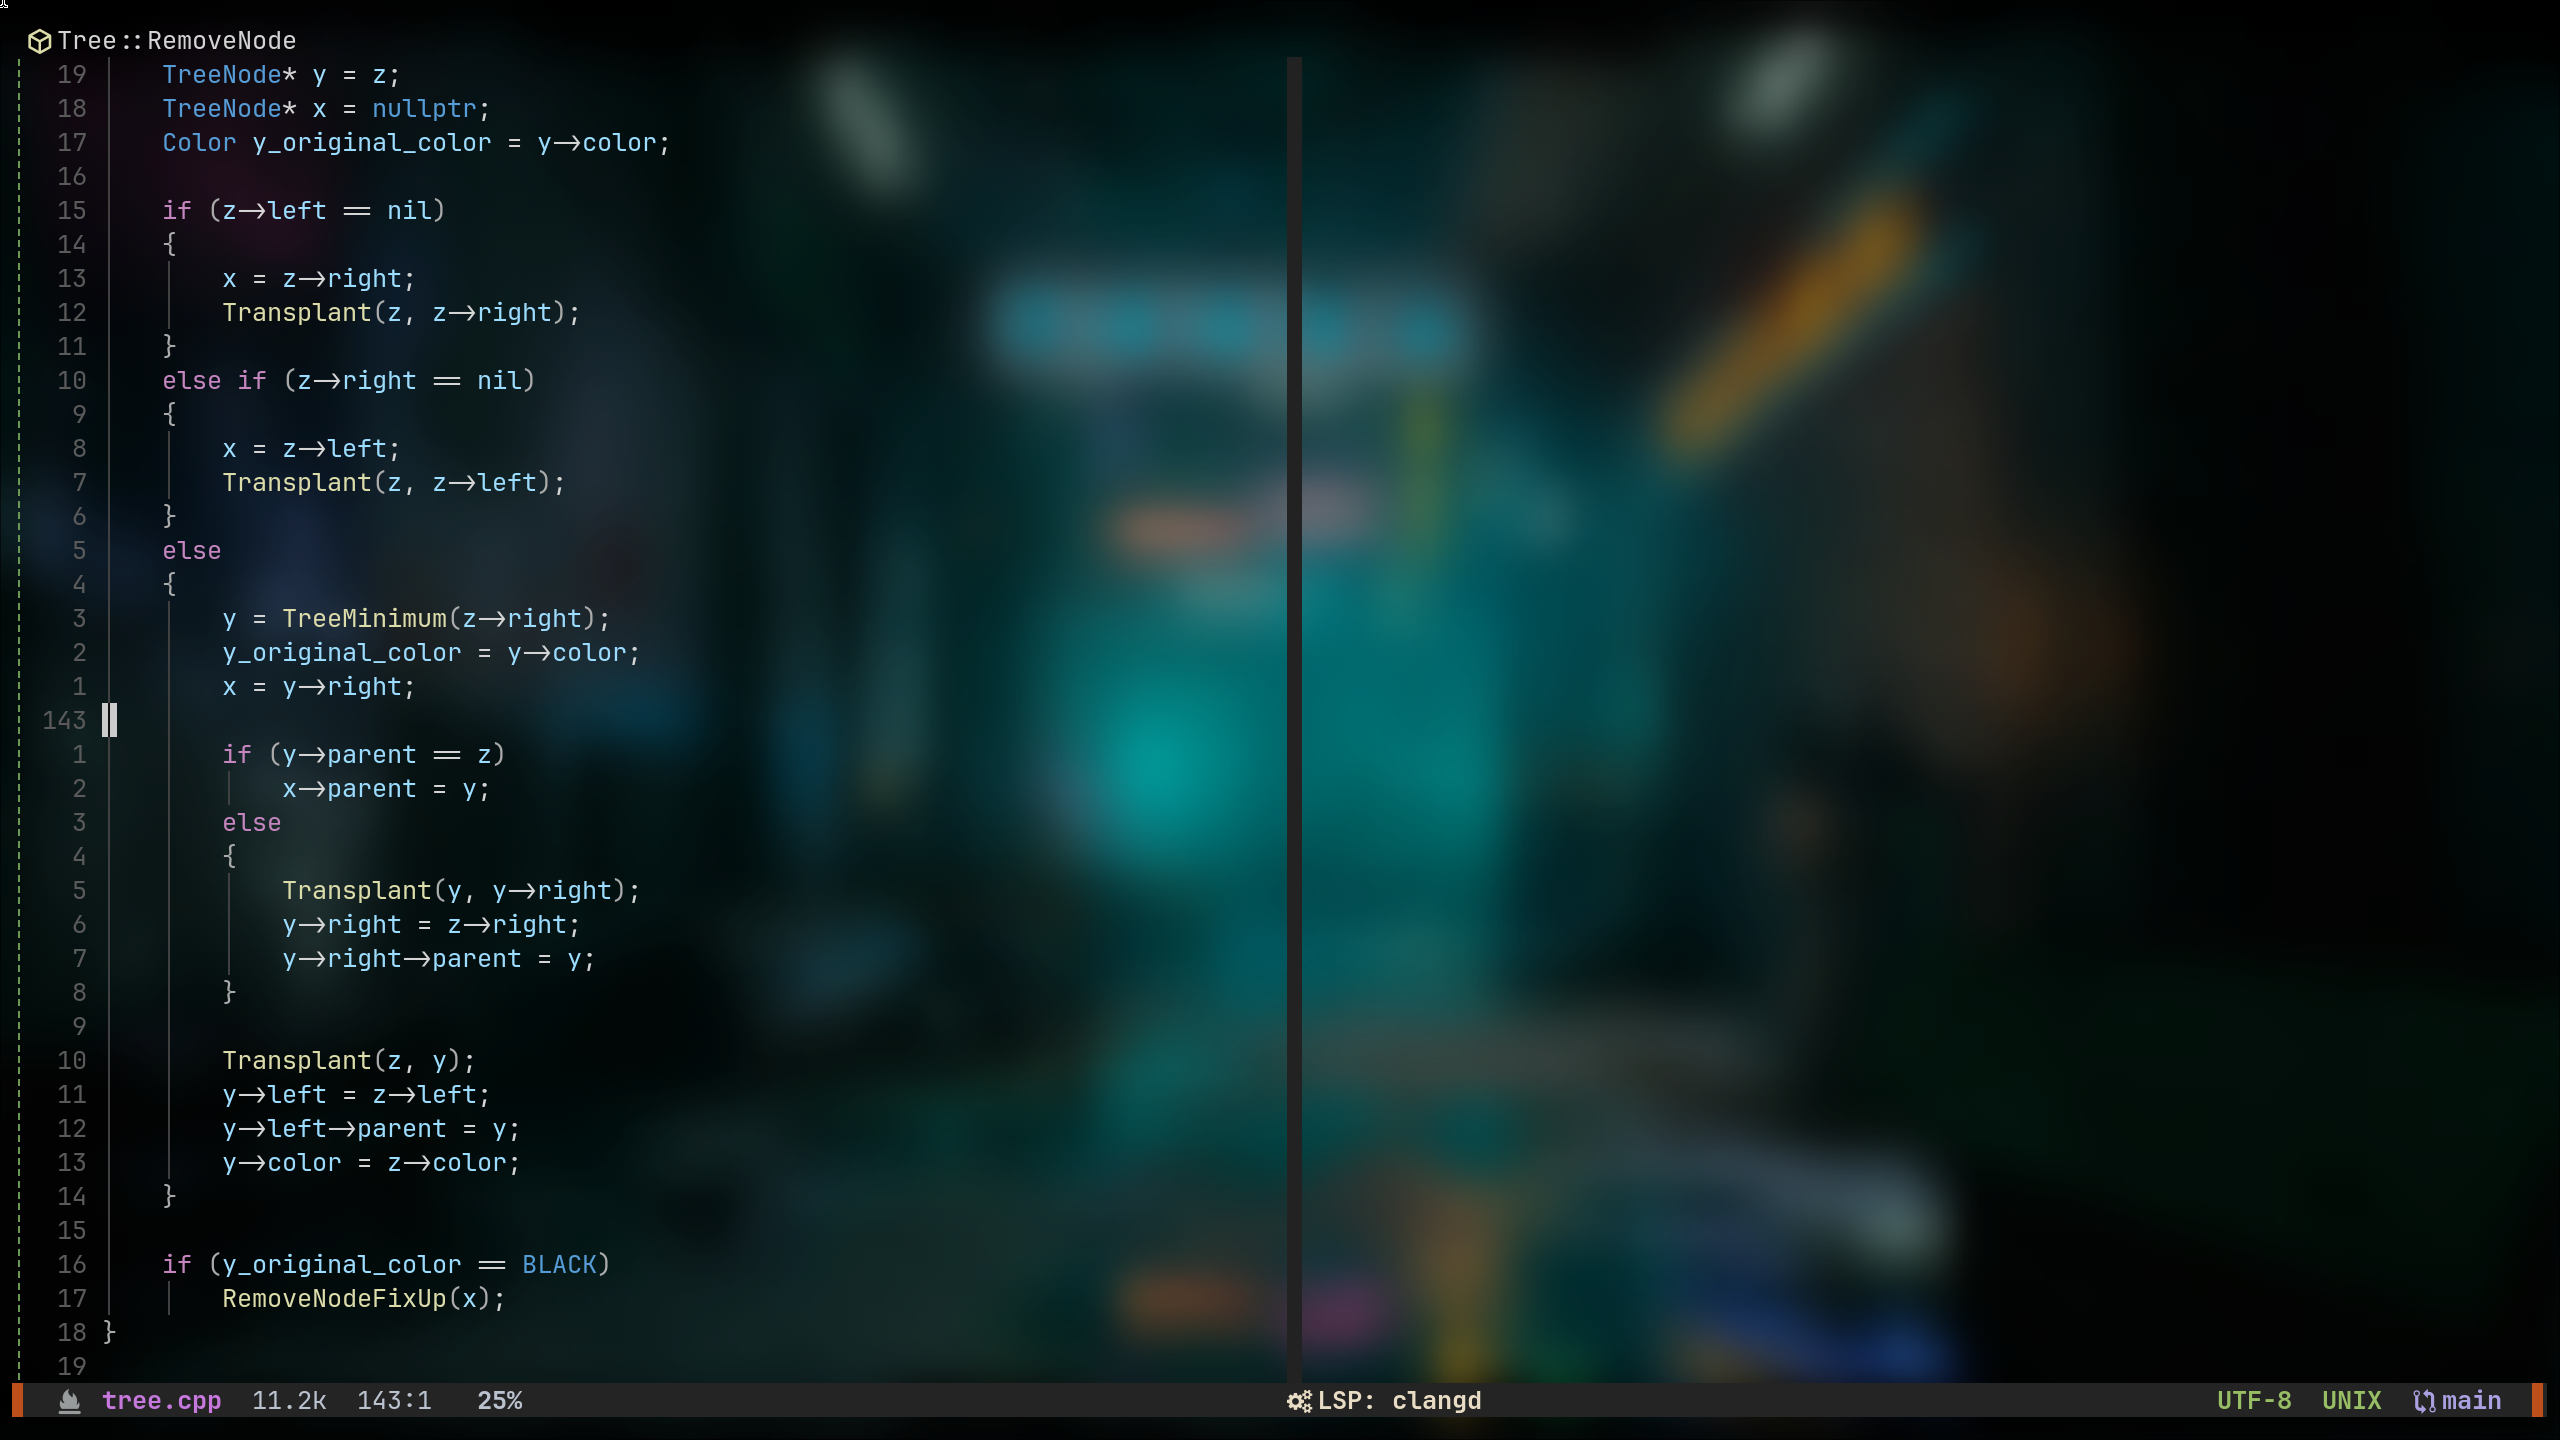 Tree::RemoveNode
19 TreeNode* y = z;
18 TreeNode* x = nullptr;
17 Color y_original_color = y->color;
16
15 if (z->left == nil)
14 {
13 x = z->right;
12 Transplant(z, z->right);
11 }
10 else if (z->right == nil)
9 {
8 x = z->left;
7 Transplant(z, z->left);
6 }
5 else
4 {
3 y = TreeMinimum(z->right);
2 y_original_color = y->color;
1 x = y->right;
143
1 if (y->parent == z)
2 x->parent = y;
3 else
4 {
5 Transplant(y, y->right);
6 y->right = z->right;
7 y->right->parent = y;
8 }
9
10 Transplant(z, y);
11 y->left = z->left;
12 y->left->parent = y;
13 y->color = z->color;
14 }
15
16 if (y_original_color == BLACK)
17 RemoveNodeFixUp(x);
18 }
19
tree.cpp 11.2k 143:1 25% LSP: clangd UTF-8 UNIX main